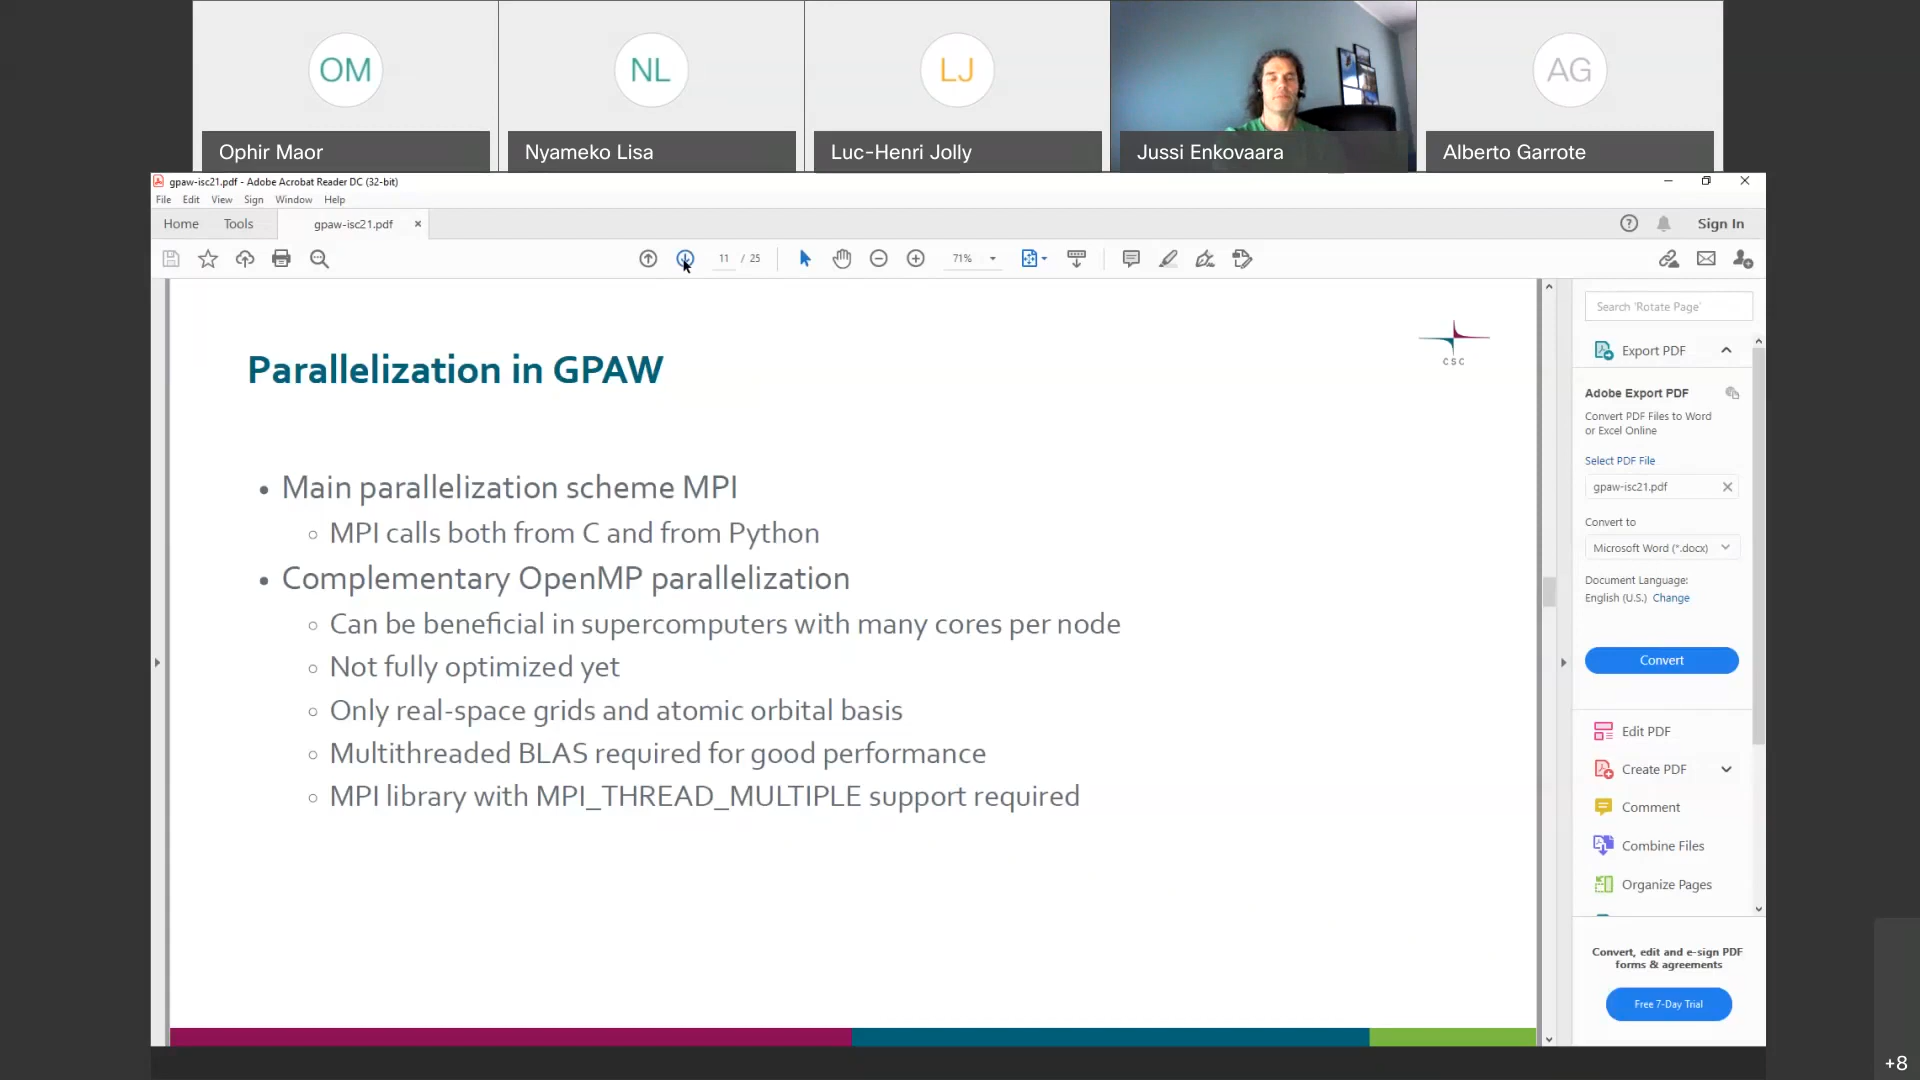 OM
NL
LJ
AG
Ophir Maor
Nyameko Lisa
Luc-Henri Jolly
Jussi Enkovaara
Alberto Garrote
gpaw-isc21.pdf - Adobe Acrobat Reader DC (32-bit)
File Edit View Sign Window Help
Home Tools gpaw-isc21.pdf × Sign In
11 / 25 71%
CSC
Parallelization in GPAW
• Main parallelization scheme MPI
◦ MPI calls both from C and from Python
• Complementary OpenMP parallelization
◦ Can be beneficial in supercomputers with many cores per node
◦ Not fully optimized yet
◦ Only real-space grids and atomic orbital basis
◦ Multithreaded BLAS required for good performance
◦ MPI library with MPI_THREAD_MULTIPLE support required
Search 'Rotate Page'
Export PDF
Adobe Export PDF
Convert PDF Files to Word
or Excel Online
Select PDF File
gpaw-isc21.pdf
Convert to
Microsoft Word (*.docx)
Document Language:
English (U.S.) Change
Convert
Edit PDF
Create PDF
Comment
Combine Files
Organize Pages
Convert, edit and e-sign PDF
forms & agreements
Free 7-Day Trial
+8